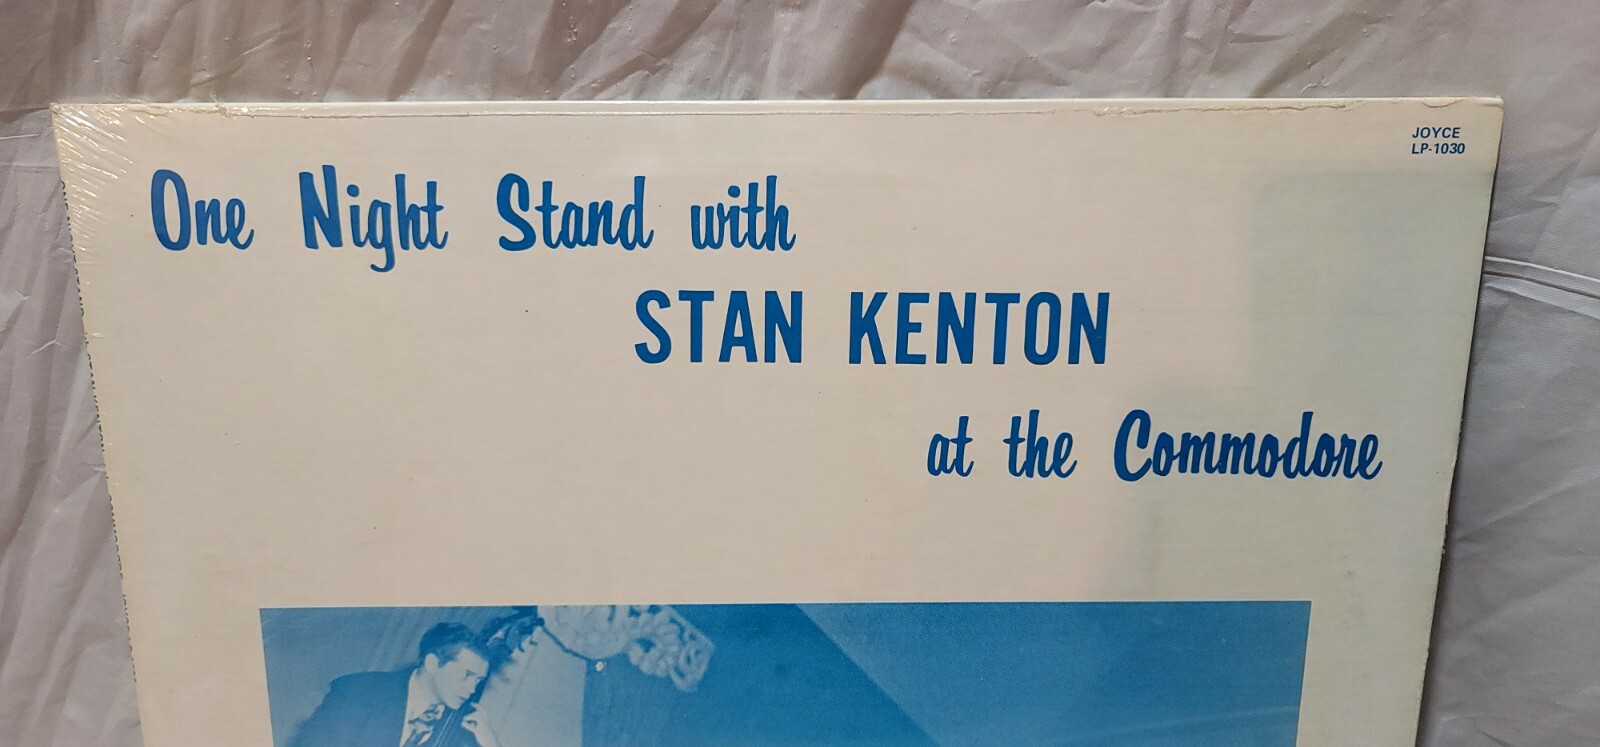 JOYCE
LP-1030
One Night Stand with
STAN KENTON
at the Commodore